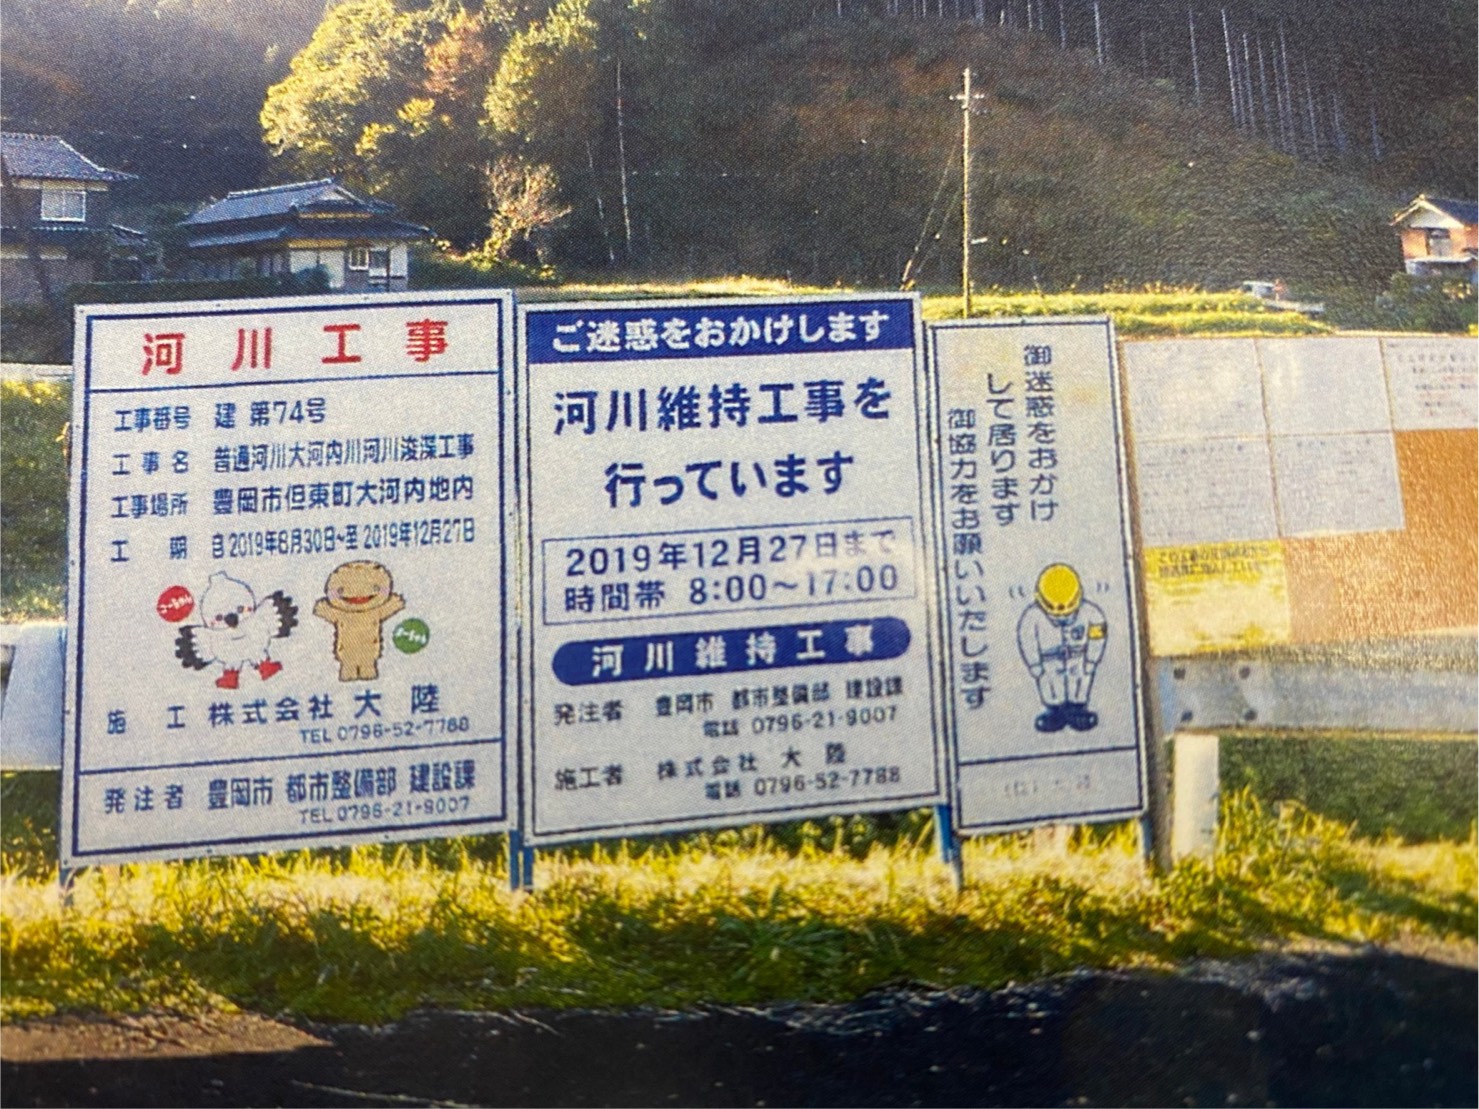 河川工事
工事番号 建 第74号
工事名 普通河川大河内川河川浚渫工事
工事場所 豊岡市但東町大河内地内
工期 自2019年8月30日~至2019年12月27日
コーちゃん
オーちゃん
施工 株式会社 大陸
TEL 0796-52-7788
発注者 豊岡市 都市整備部 建設課
TEL 0796-21-9007
ご迷惑をおかけします
河川維持工事を
行っています
2019年12月27日まで
時間帯 8:00～17:00
河川維持工事
発注者 豊岡市 都市整備部 建設課
電話 0796-21-9007
施工者 株式会社 大陸
電話 0796-52-7788
御迷惑をおかけ
して居ります
御協力をお願いいたします